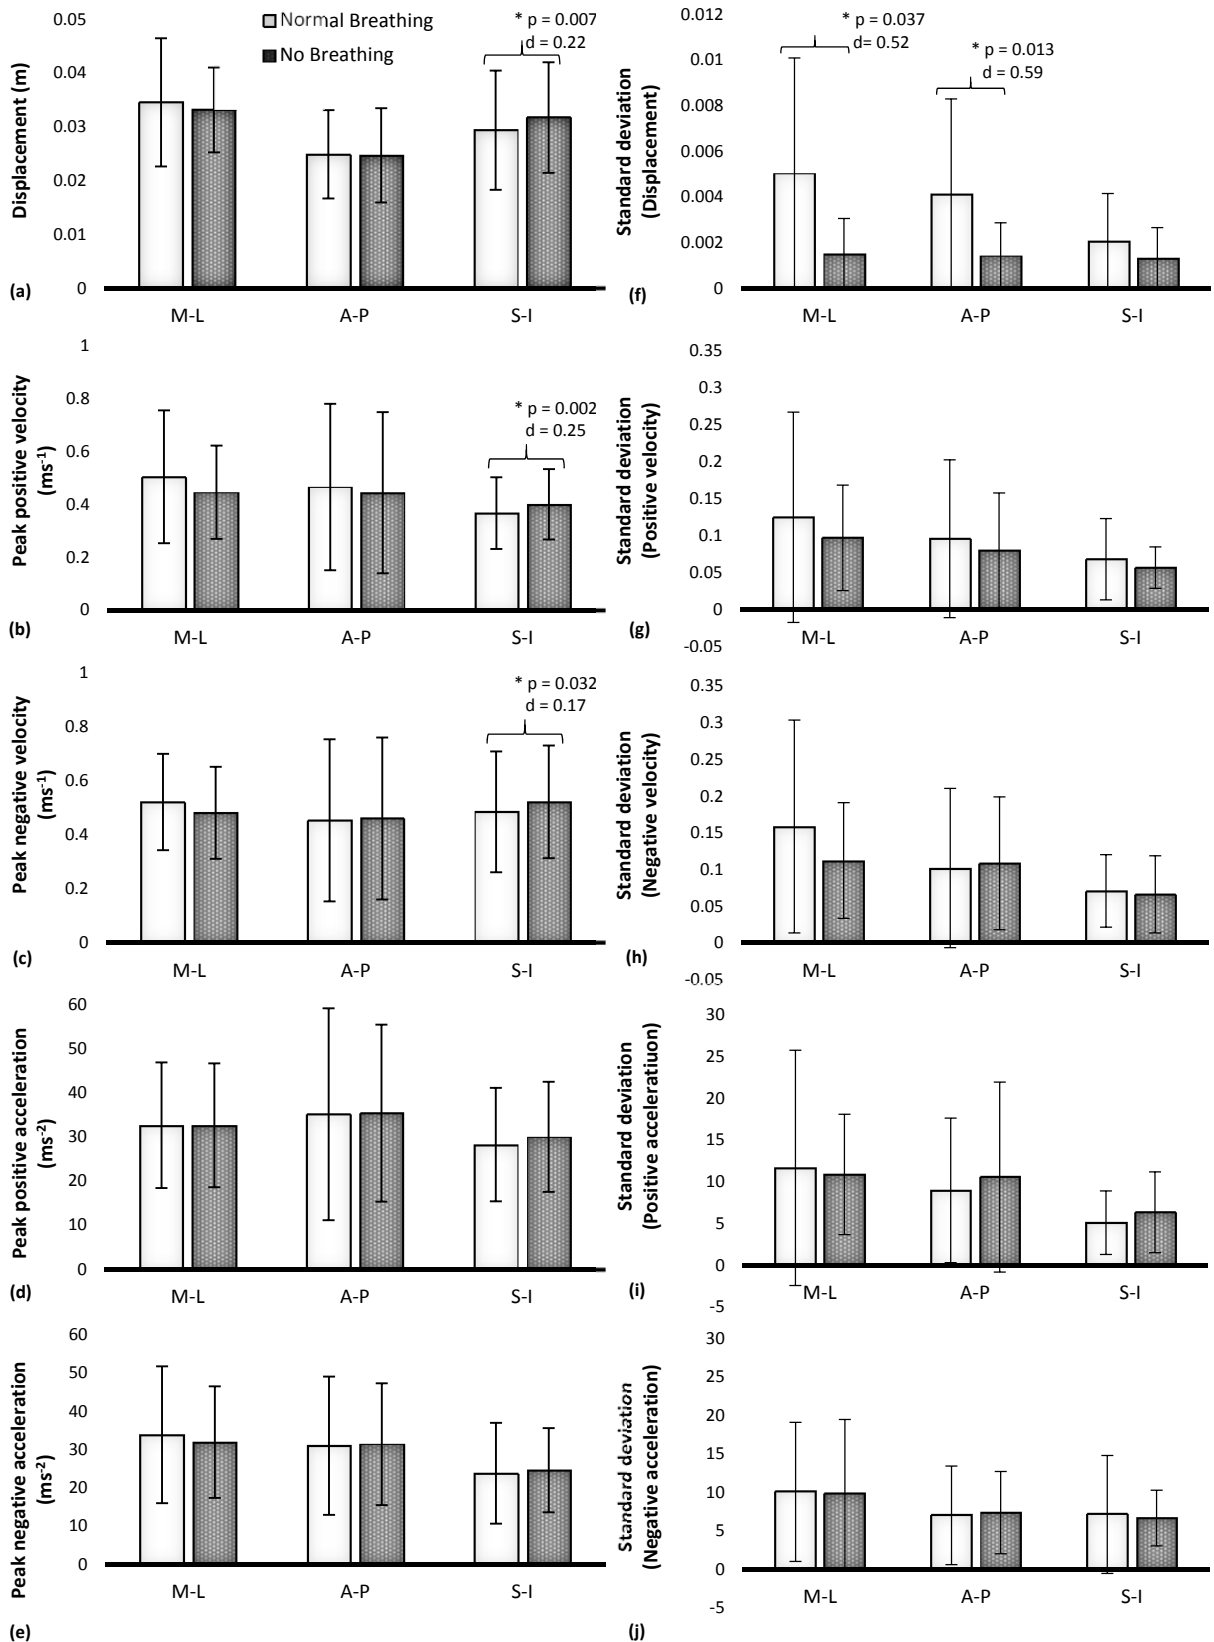 Normal Breathing
No Breathing
Displacement (m)
0.05
0.04
0.03
0.02
0.01
0
* p = 0.007
d = 0.22
(a)
M-L
A-P
S-I
Standard deviation
(Displacement)
0.012
0.01
0.008
0.006
0.004
0.002
0
* p = 0.037
d = 0.52
* p = 0.013
d = 0.59
(f)
M-L
A-P
S-I
Peak positive velocity
(ms-1)
1
0.8
0.6
0.4
0.2
0
* p = 0.002
d = 0.25
(b)
M-L
A-P
S-I
Standard deviation
(Positive velocity)
0.35
0.3
0.25
0.2
0.15
0.1
0.05
0
-0.05
(g)
M-L
A-P
S-I
Peak negative velocity
(ms-1)
1
0.8
0.6
0.4
0.2
0
* p = 0.032
d = 0.17
(c)
M-L
A-P
S-I
Standard deviation
(Negative velocity)
0.35
0.3
0.25
0.2
0.15
0.1
0.05
0
-0.05
(h)
M-L
A-P
S-I
Peak positive acceleration
(ms-2)
60
50
40
30
20
10
0
(d)
M-L
A-P
S-I
Standard deviation
(Positive acceleratiuon)
30
25
20
15
10
5
0
-5
(i)
M-L
A-P
S-I
Peak negative acceleration
(ms-2)
60
50
40
30
20
10
0
(e)
M-L
A-P
S-I
Standard deviation
(Negative acceleration)
30
25
20
15
10
5
0
-5
(j)
M-L
A-P
S-I